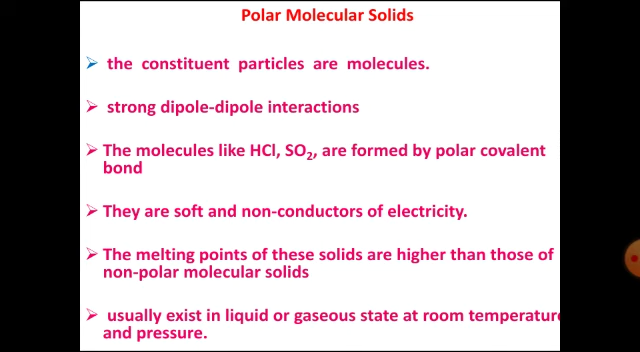 Polar Molecular Solids
➢ the constituent particles are molecules.
➢ strong dipole-dipole interactions
➢ The molecules like HCl, SO₂, are formed by polar covalent
bond
➢ They are soft and non-conductors of electricity.
➢ The melting points of these solids are higher than those of
non-polar molecular solids
➢ usually exist in liquid or gaseous state at room temperature
and pressure.